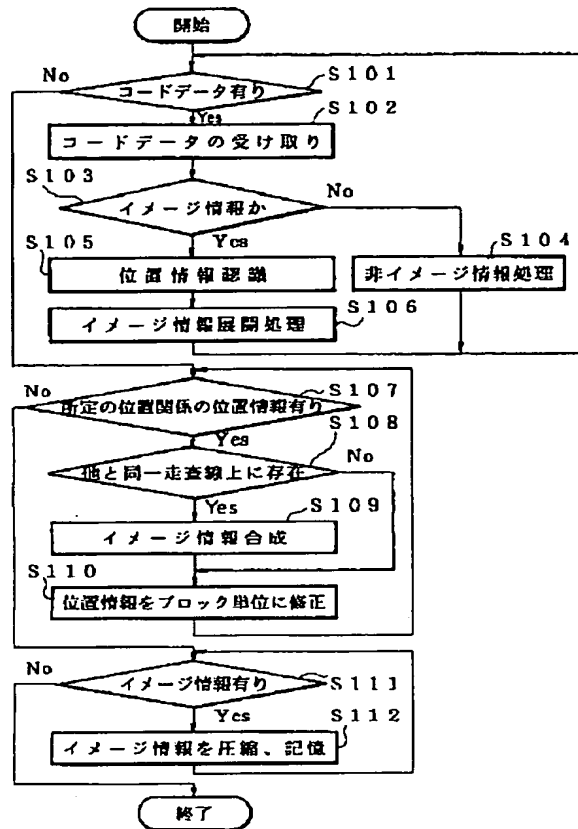 開始
No
S101
コードデータ有り
S102
Yes
コードデータの受け取り
S103
No
イメージ情報か
S105
Yes
S104
位置情報認識
非イメージ情報処理
S106
イメージ情報展開処理
No
S107
所定の位置関係の位置情報有り
S108
Yes
他と同一走査線上に存在
No
Yes
S109
イメージ情報合成
S110
位置情報をブロック単位に修正
No
イメージ情報有り
S111
Yes
S112
イメージ情報を圧縮、記憶
終了